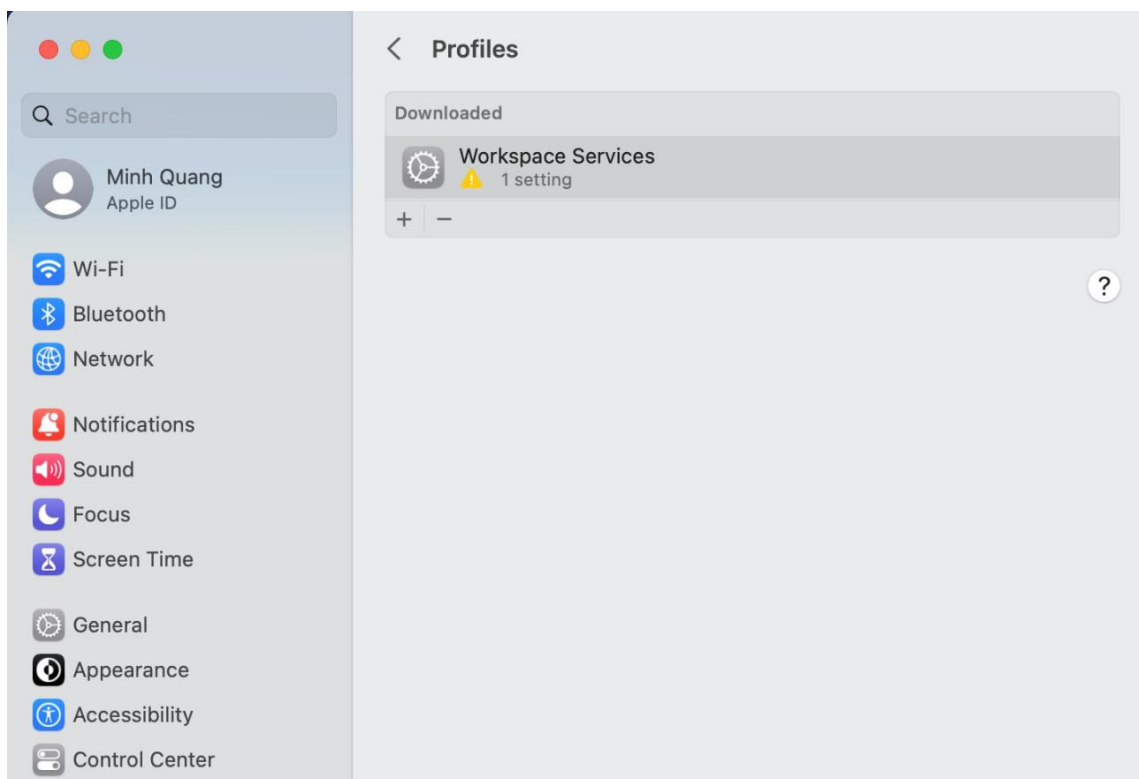 Search
Minh Quang
Apple ID
Wi-Fi
Bluetooth
Network
Notifications
Sound
Focus
Screen Time
General
Appearance
Accessibility
Control Center
Profiles
Downloaded
Workspace Services
1 setting
+ −
?